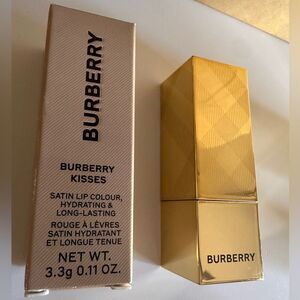 BURBERRY
BURBERRY
KISSES
SATIN LIP COLOUR,
HYDRATING &
LONG-LASTING
ROUGE À LÈVRES
SATIN HYDRATANT
ET LONGUE TENUE
NET WT.
3.3g 0.11 OZ.
BURBERRY